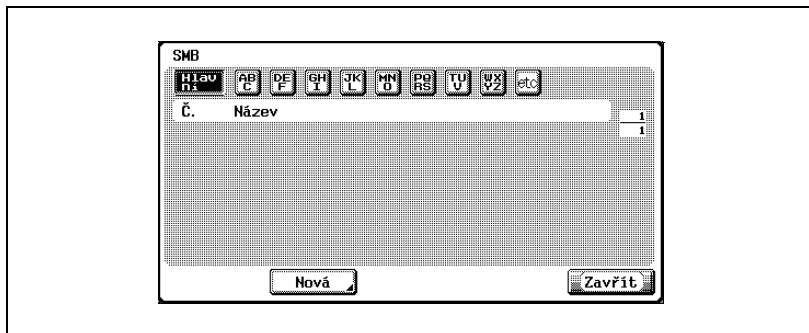 SMB
Hlav ní AB C DE F GH I JK L MN O PQ RS TU V WX YZ etc
Č. Název 1
1
Nová Zavřít